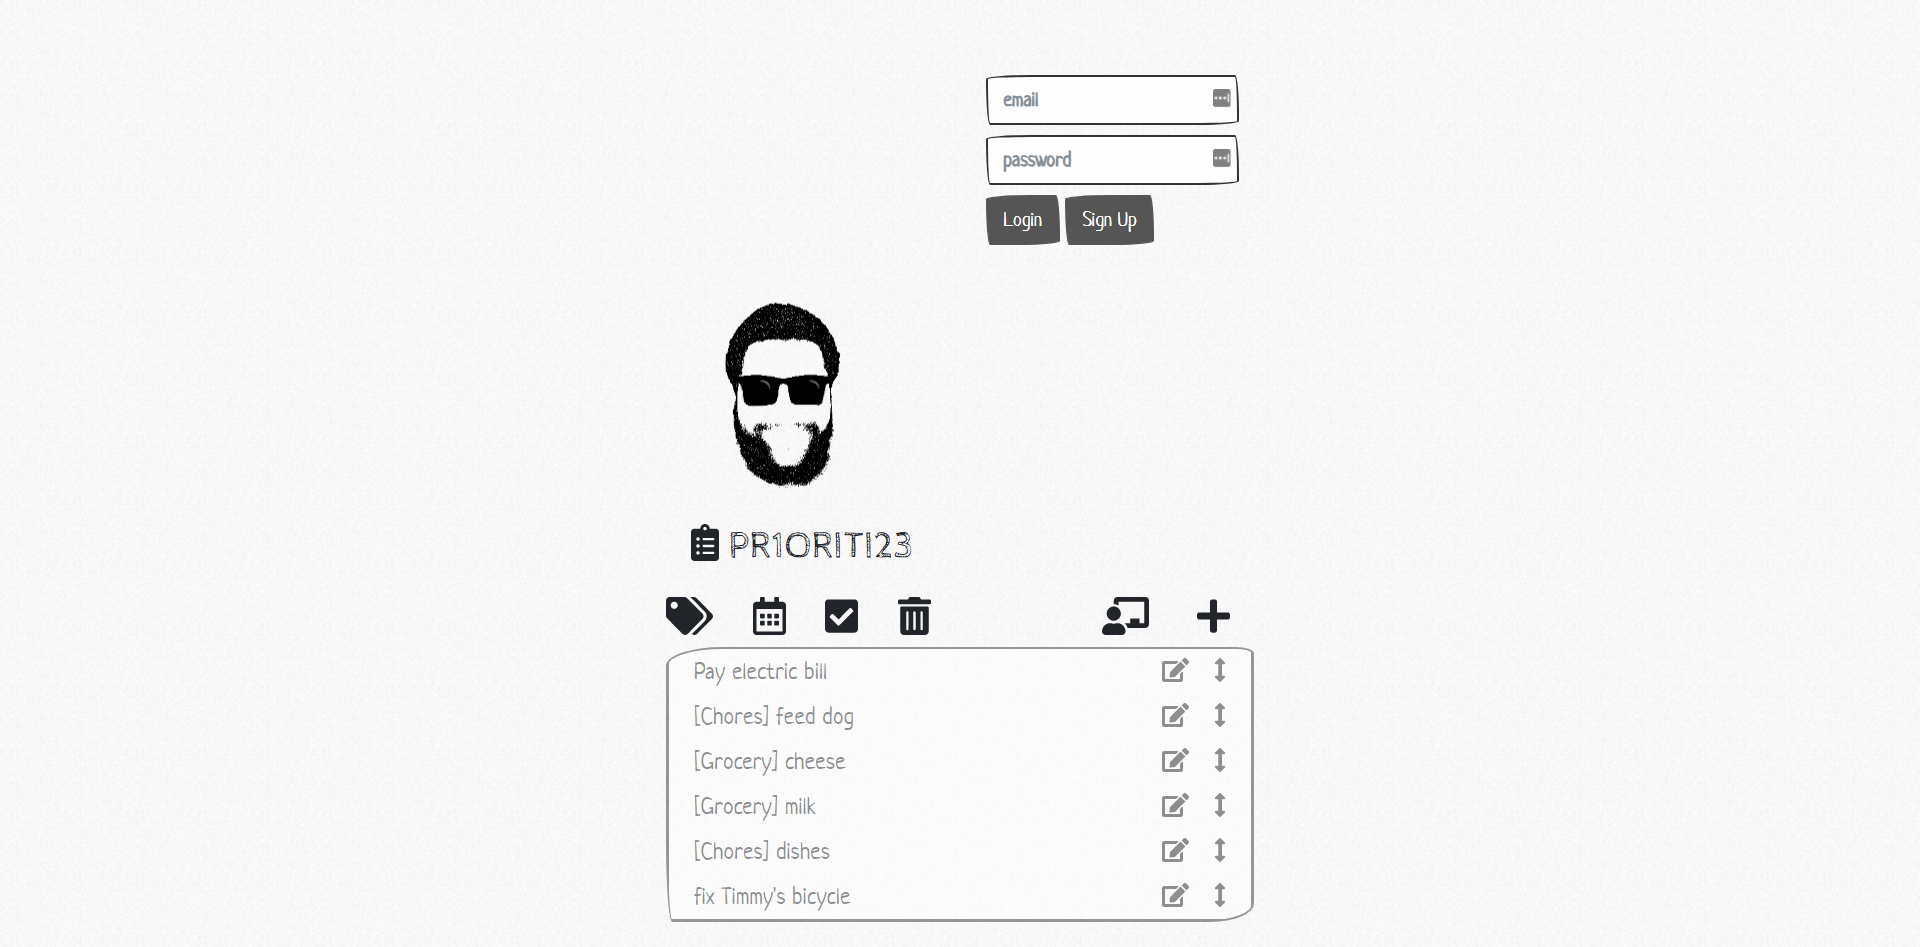 email
password
Login Sign Up
PR1ORITI23
Pay electric bill
[Chores] feed dog
[Grocery] cheese
[Grocery] milk
[Chores] dishes
fix Timmy's bicycle